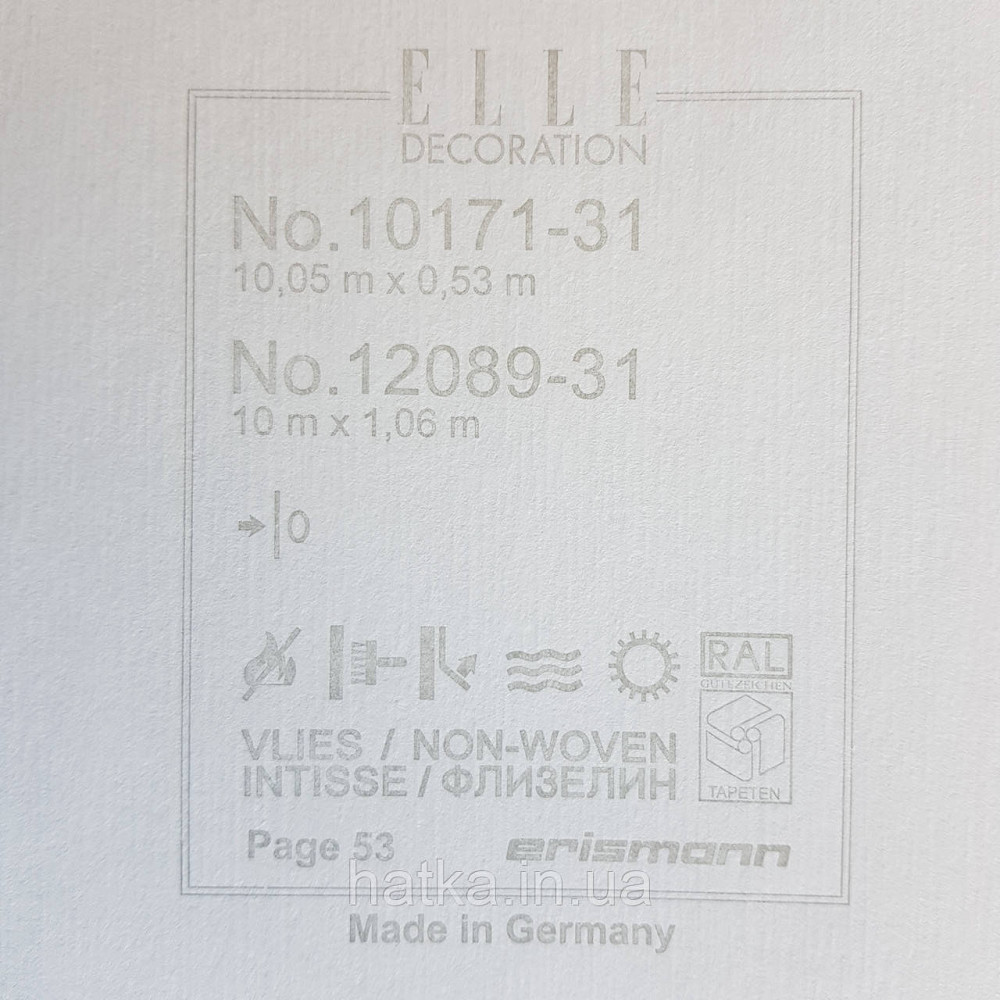 ELLE
DECORATION
No.10171-31
10,05 m x 0,53 m
No.12089-31
10 m x 1,06 m
0
RAL
GÜTEZEICHEN
VLIES / NON-WOVEN
INTISSE / ФЛИЗЕЛИН
TAPETEN
Page 53
erismann
hatka.in.ua
Made in Germany